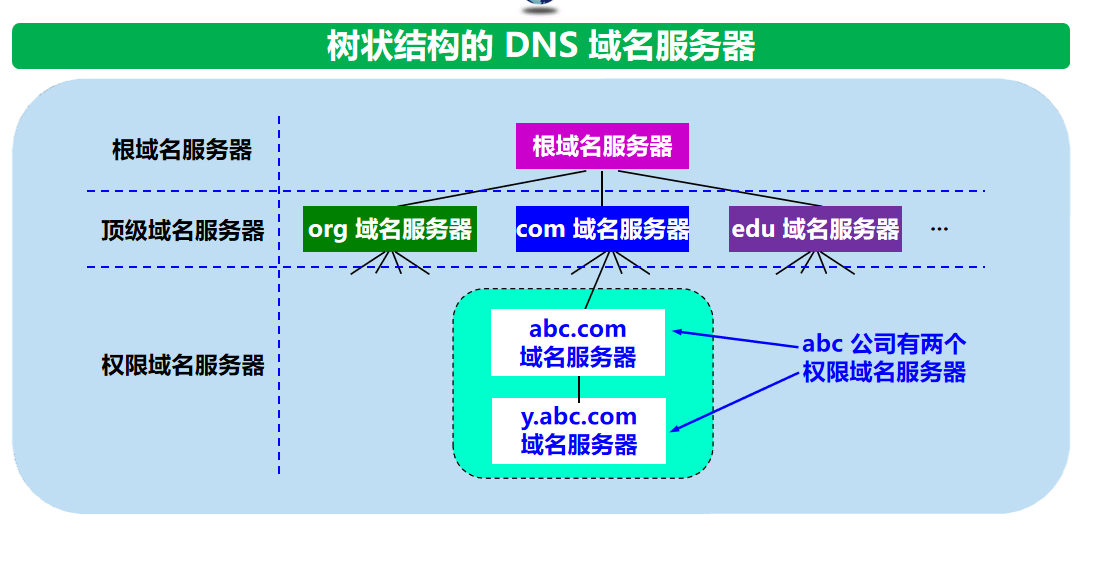 树状结构的 DNS 域名服务器
根域名服务器
根域名服务器
顶级域名服务器
org 域名服务器
com 域名服务器
edu 域名服务器
…
权限域名服务器
abc.com
域名服务器
y.abc.com
域名服务器
abc 公司有两个
权限域名服务器